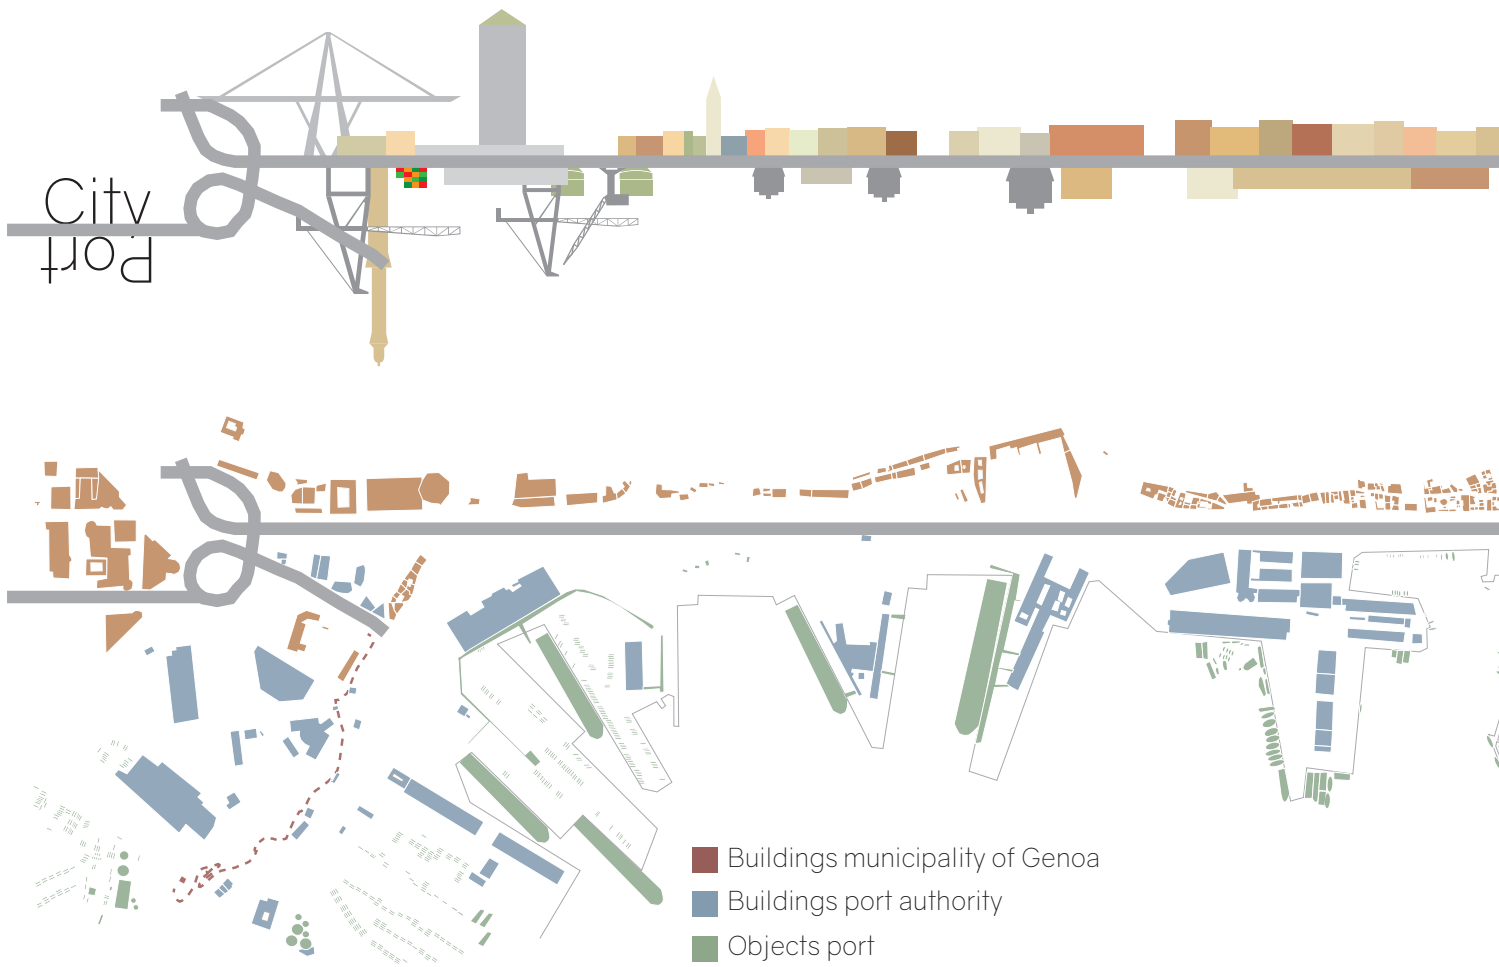 City
Port
Buildings municipality of Genoa
Buildings port authority
Objects port